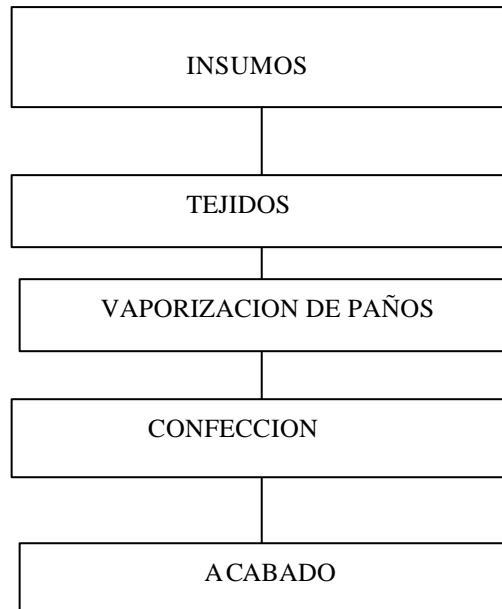 INSUMOS
TEJIDOS
VAPORIZACION DE PAÑOS
CONFECCION
ACABADO